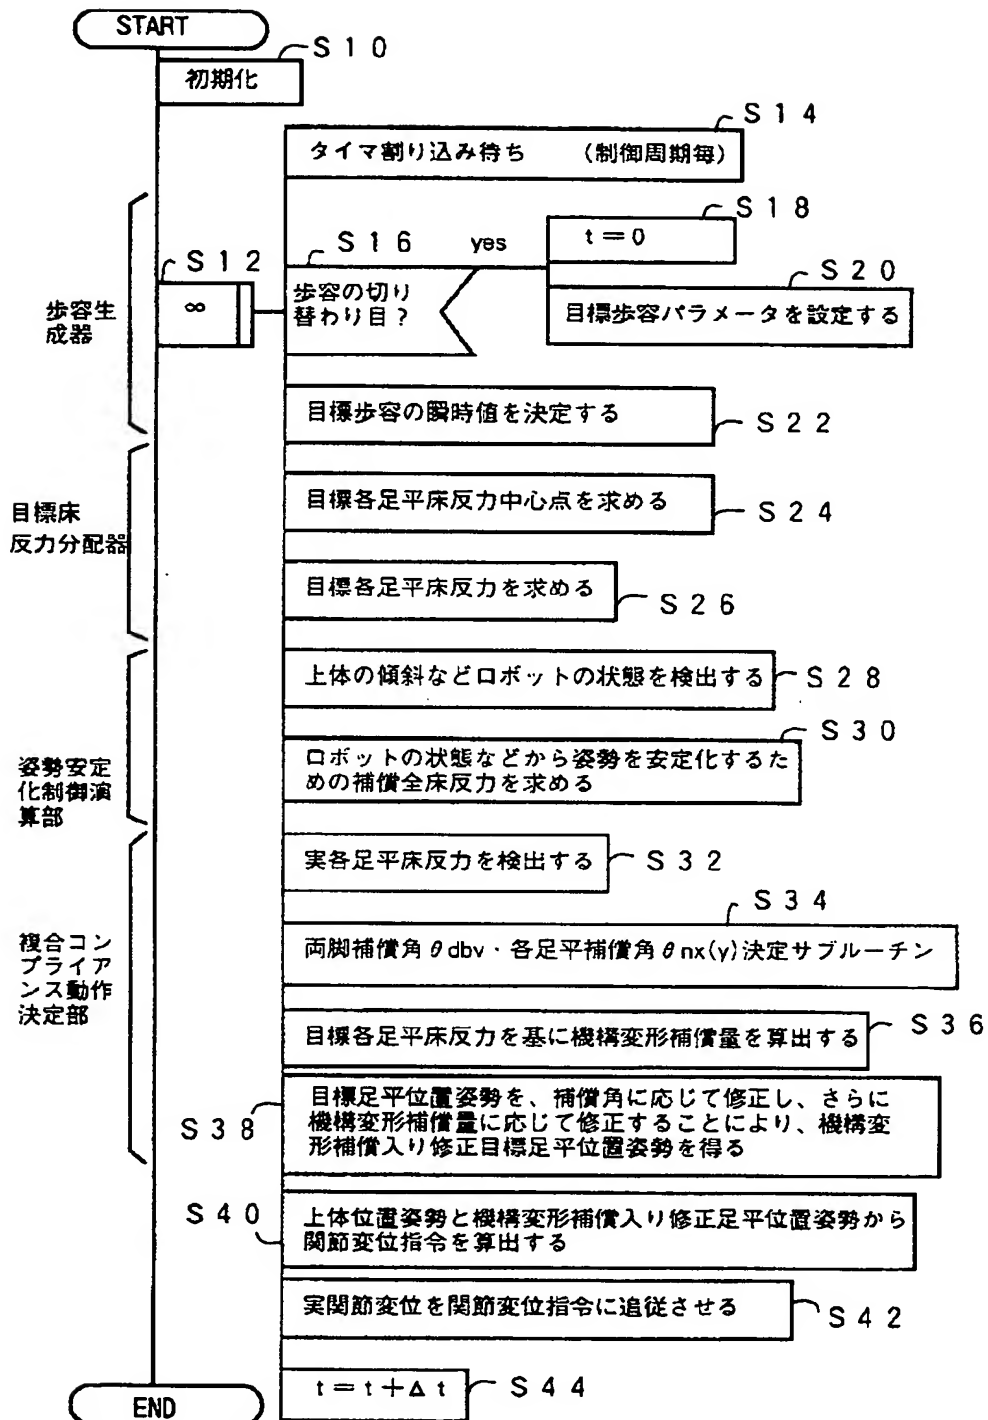 START
S10
初期化
S14
タイマ割り込み待ち (制御周期毎)
S18
t=0
S16
yes
S12
∞
歩容の切り
替わり目?
S20
目標歩容パラメータを設定する
歩容生
成器
目標歩容の瞬時値を決定する
S22
目標各足平床反力中心点を求める
S24
目標床
反力分配器
目標各足平床反力を求める
S26
上体の傾斜などロボットの状態を検出する
S28
S30
ロボットの状態などから姿勢を安定化するた
めの補償全床反力を求める
姿勢安定
化制御演
算部
実各足平床反力を検出する
S32
S34
両脚補償角θdbv・各足平補償角θnx(y)決定サブルーチン
複合コン
プライア
ンス動作
決定部
目標各足平床反力を基に機構変形補償量を算出する
S36
目標足平位置姿勢を、補償角に応じて修正し、さらに
機構変形補償量に応じて修正することにより、機構変
形補償入り修正目標足平位置姿勢を得る
S38
S40
上体位置姿勢と機構変形補償入り修正足平位置姿勢から
関節変位指令を算出する
実関節変位を関節変位指令に追従させる
S42
t=t+Δt
S44
END